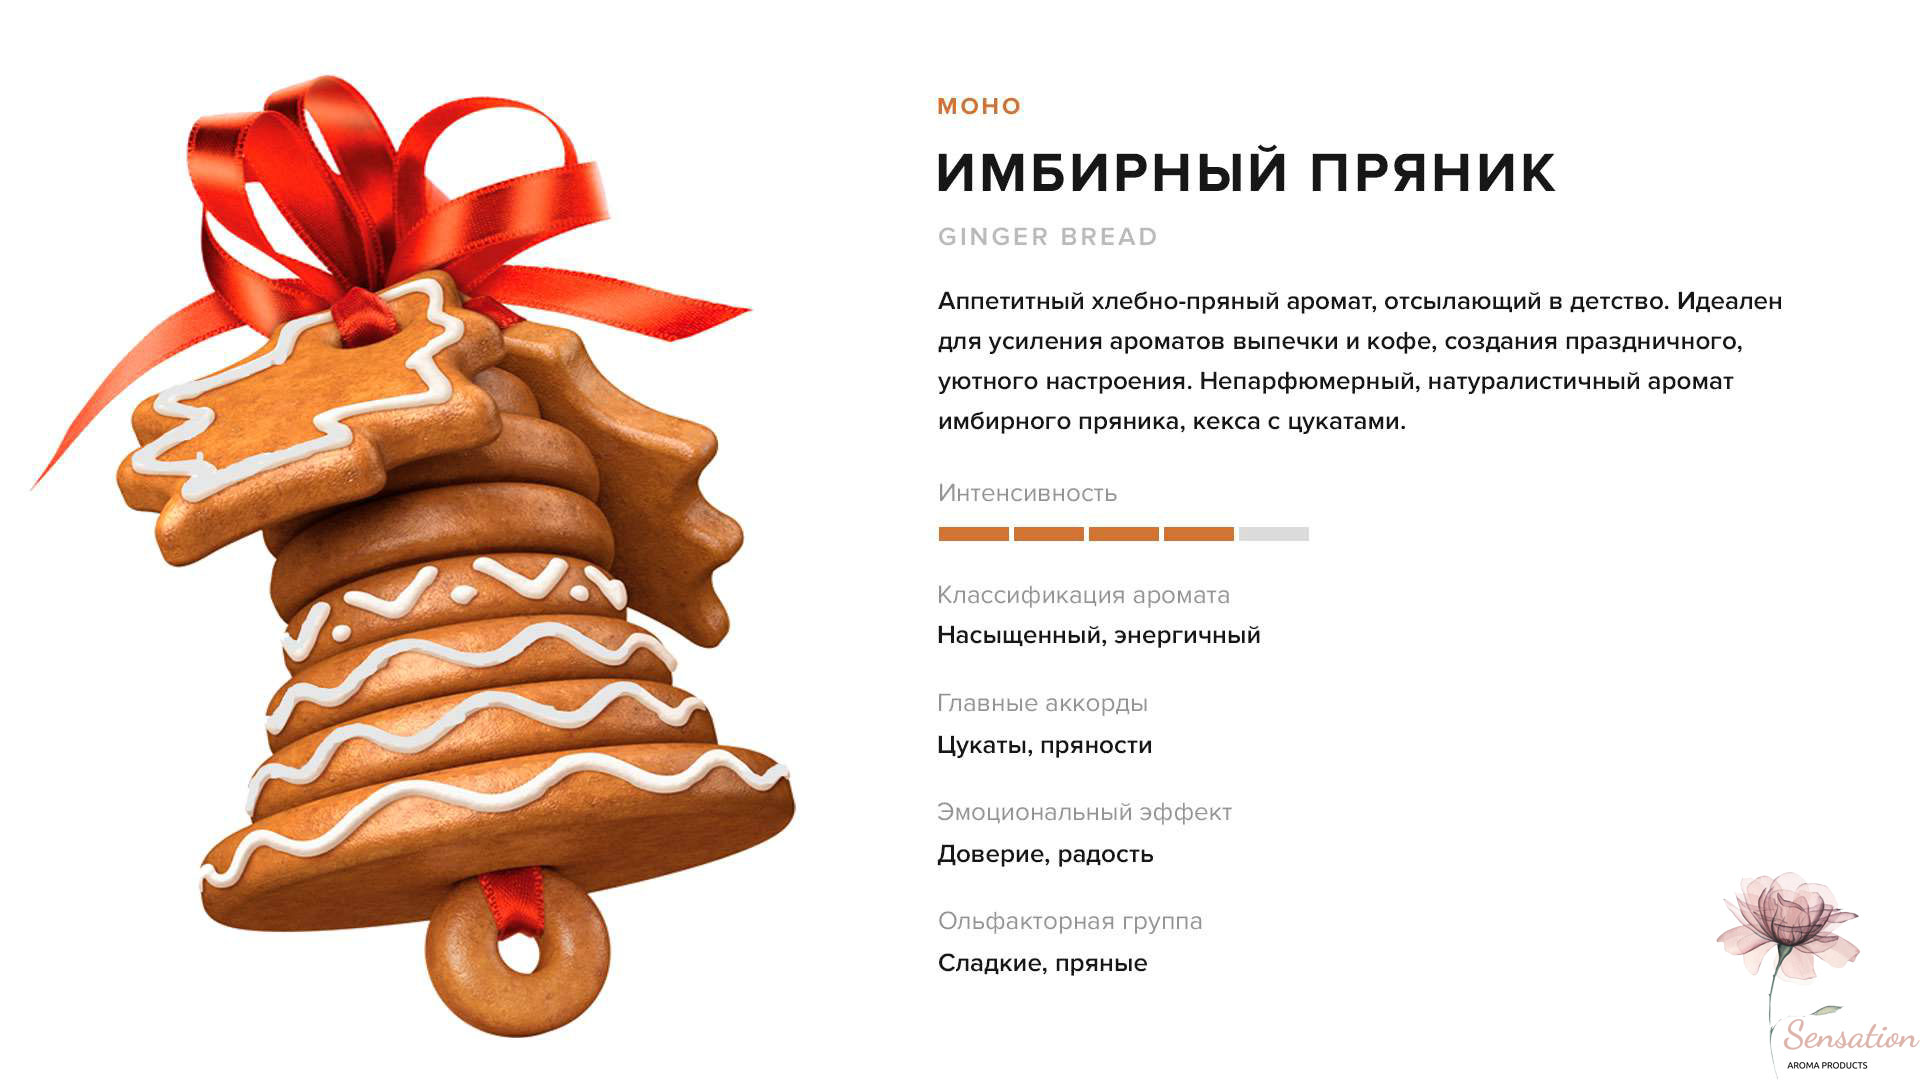 МОНО
ИМБИРНЫЙ ПРЯНИК
GINGER BREAD
Аппетитный хлебно-пряный аромат, отсылающий в детство. Идеален
для усиления ароматов выпечки и кофе, создания праздничного,
уютного настроения. Непарфюмерный, натуралистичный аромат
имбирного пряника, кекса с цукатами.
Интенсивность
Классификация аромата
Насыщенный, энергичный
Главные аккорды
Цукаты, пряности
Эмоциональный эффект
Доверие, радость
Ольфакторная группа
Сладкие, пряные
Sensation
AROMA PRODUCTS